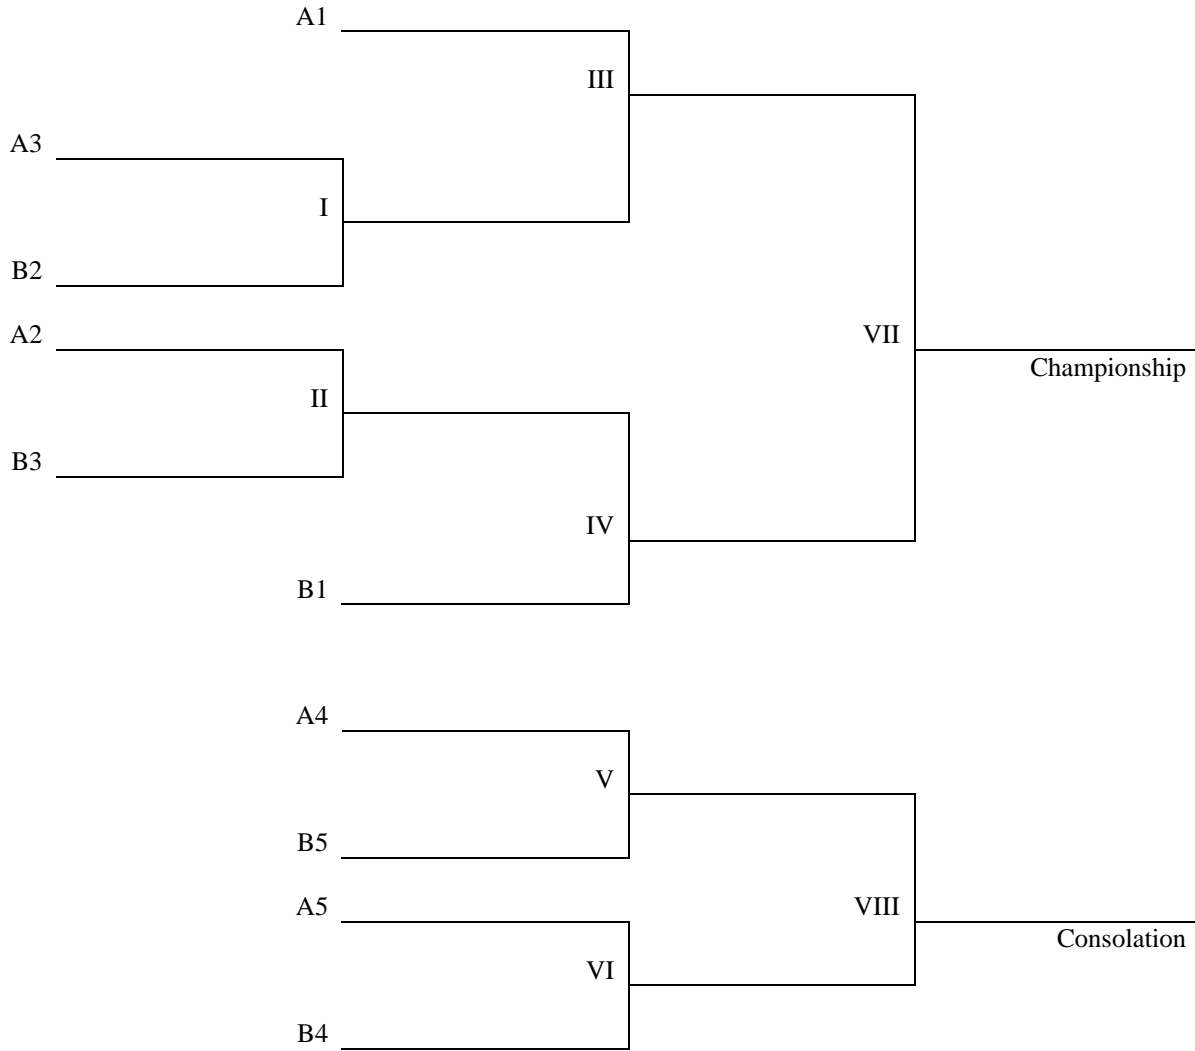 A1
III
A3
I
B2
A2
VII
Championship
II
B3
IV
B1
A4
V
B5
A5
VIII
Consolation
VI
B4